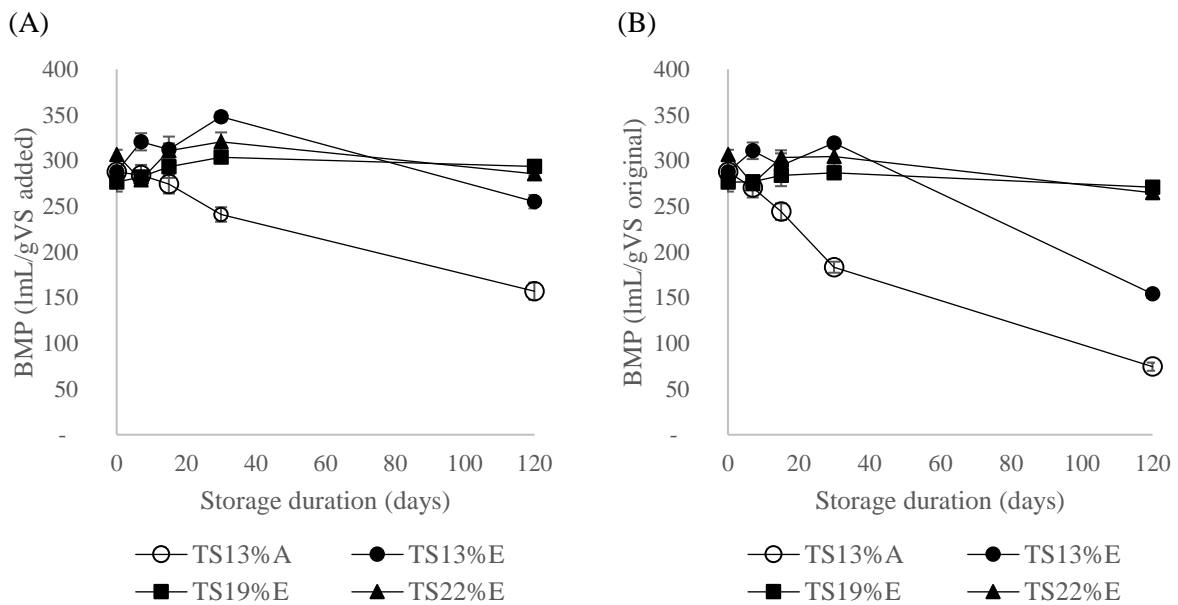 (A)
BMP (lmL/gVS added)
400
350
300
250
200
150
100
50
-
0 20 40 60 80 100 120
Storage duration (days)
TS13%A TS13%E
TS19%E TS22%E
(B)
BMP (lmL/gVS original)
400
350
300
250
200
150
100
50
-
0 20 40 60 80 100 120
Storage duration (days)
TS13%A TS13%E
TS19%E TS22%E